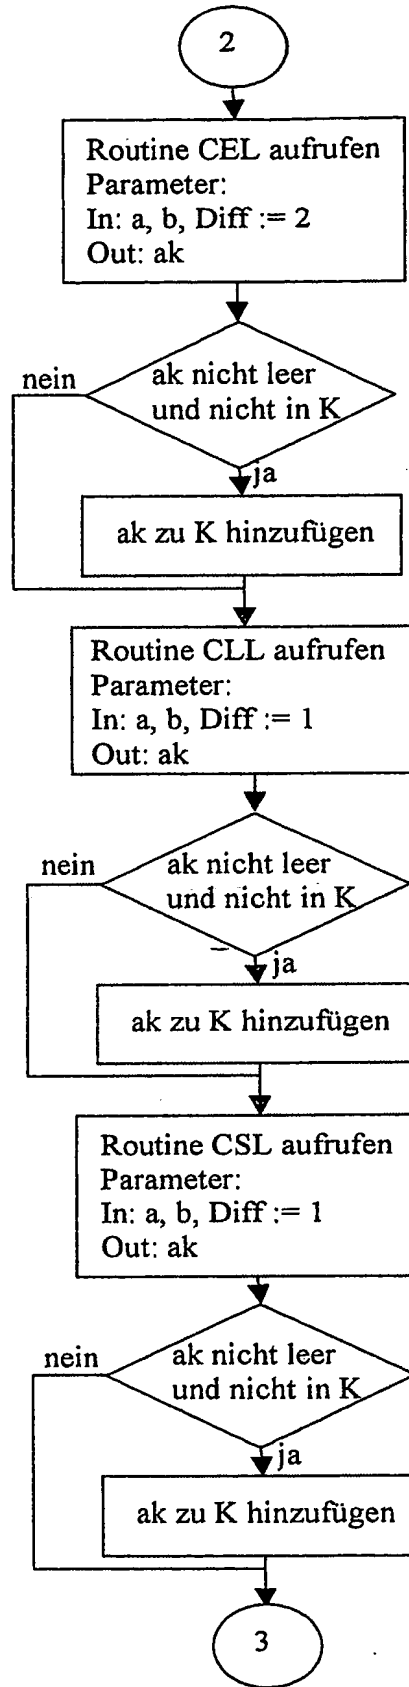 2
Routine CEL aufrufen
Parameter:
In: a, b, Diff := 2
Out: ak
nein
ak nicht leer
und nicht in K
ja
ak zu K hinzufügen
Routine CLL aufrufen
Parameter:
In: a, b, Diff := 1
Out: ak
nein
ak nicht leer
und nicht in K
ja
ak zu K hinzufügen
Routine CSL aufrufen
Parameter:
In: a, b, Diff := 1
Out: ak
nein
ak nicht leer
und nicht in K
ja
ak zu K hinzufügen
3